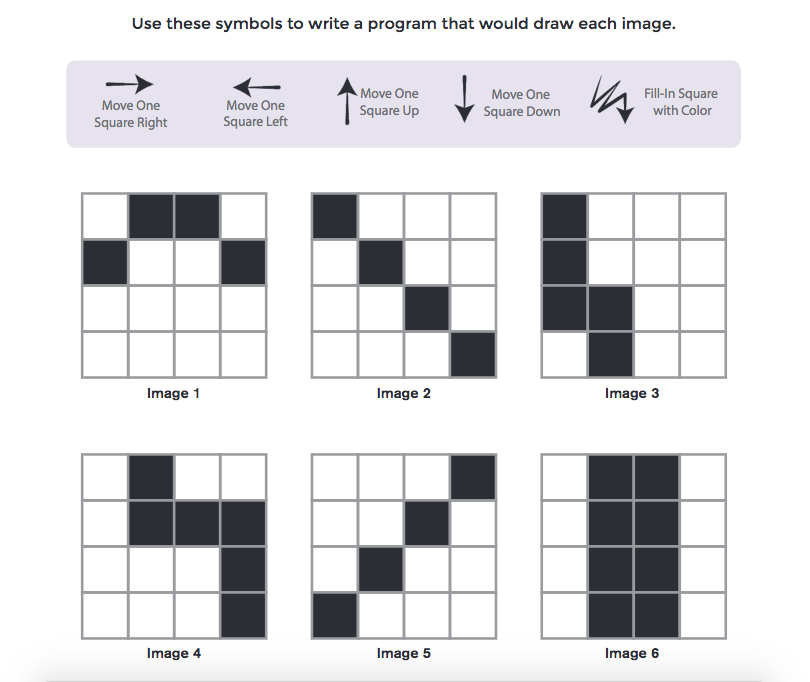 Use these symbols to write a program that would draw each image.
Move One
Square Right
Move One
Square Left
Move One
Square Up
Move One
Square Down
Fill-In Square
with Color
Image 1
Image 2
Image 3
Image 4
Image 5
Image 6